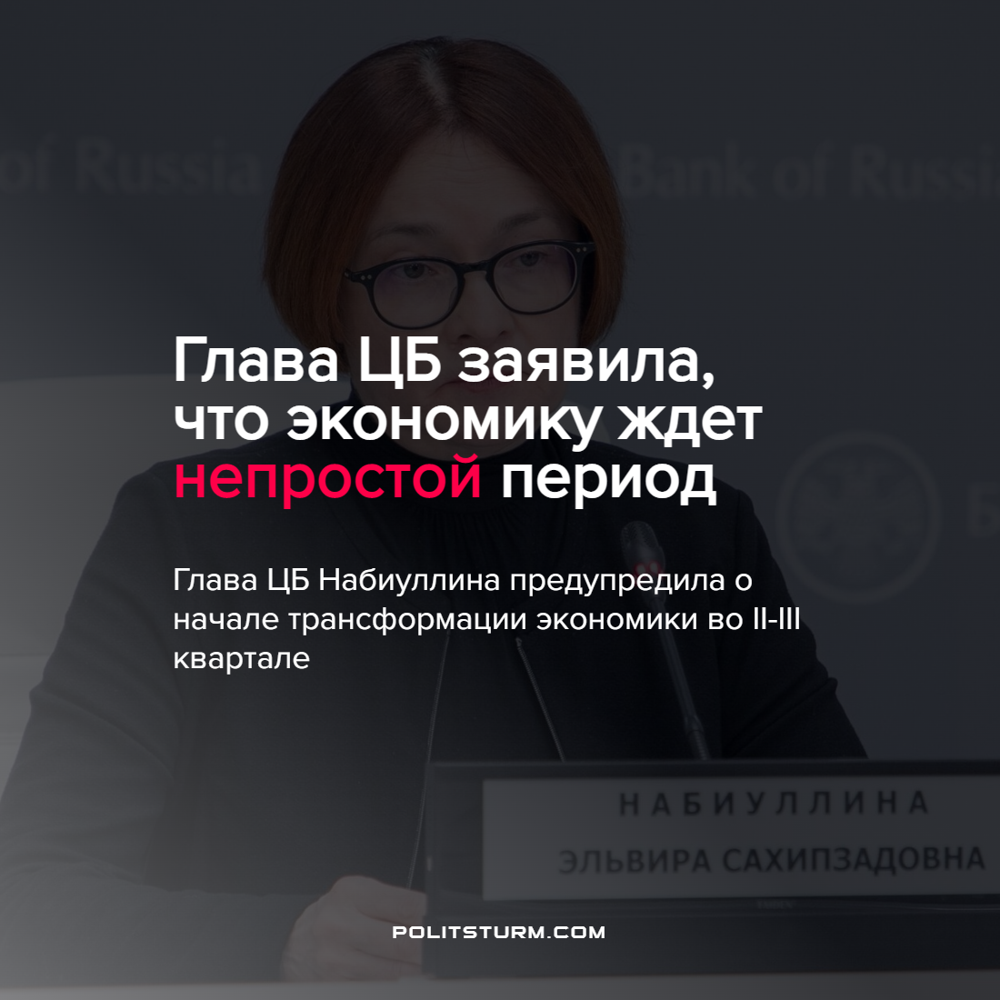 of Russia
Bank of Russi
Глава ЦБ заявила,
что экономику ждет
непростой период
Глава ЦБ Набиуллина предупредила о
начале трансформации экономики во II-III
квартале
НАБИУЛЛИНА
ЭЛЬВИРА САХИПЗАДОВНА
POLITSTURM.COM